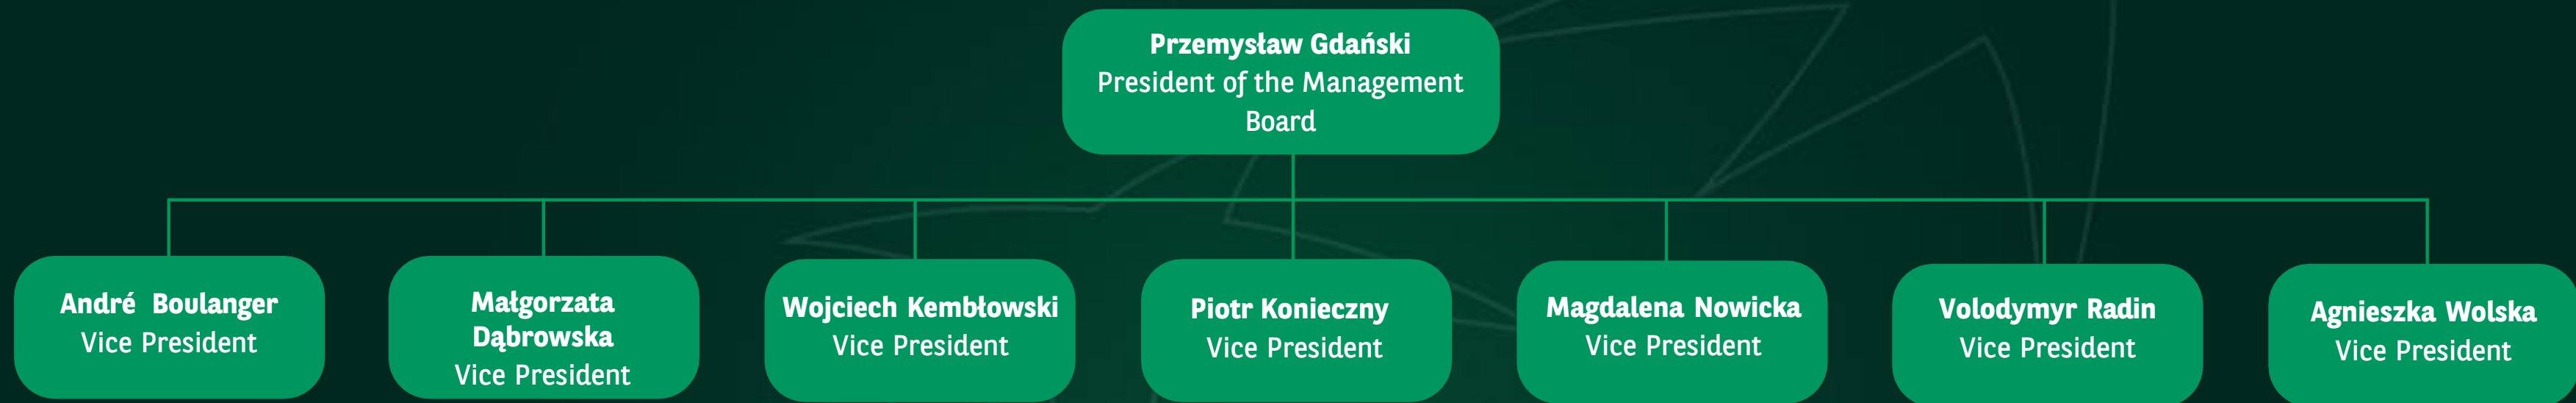 Przemysław Gdański
President of the Management
Board
André Boulanger
Vice President
Małgorzata
Dąbrowska
Vice President
Wojciech Kembłowski
Vice President
Piotr Konieczny
Vice President
Magdalena Nowicka
Vice President
Volodymyr Radin
Vice President
Agnieszka Wolska
Vice President